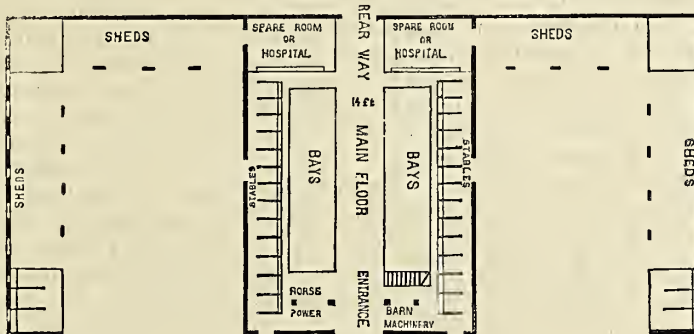 SHEDS
SPARE ROOM
OR
HOSPITAL
REAR WAY
SPARE ROOM
OR
HOSPITAL
SHEDS
14 ft
MAIN FLOOR
BAYS
BAYS
STABLES
STABLES
SHEDS
SHEDS
HORSE
POWER
ENTRANCE
BARN
MACHINERY